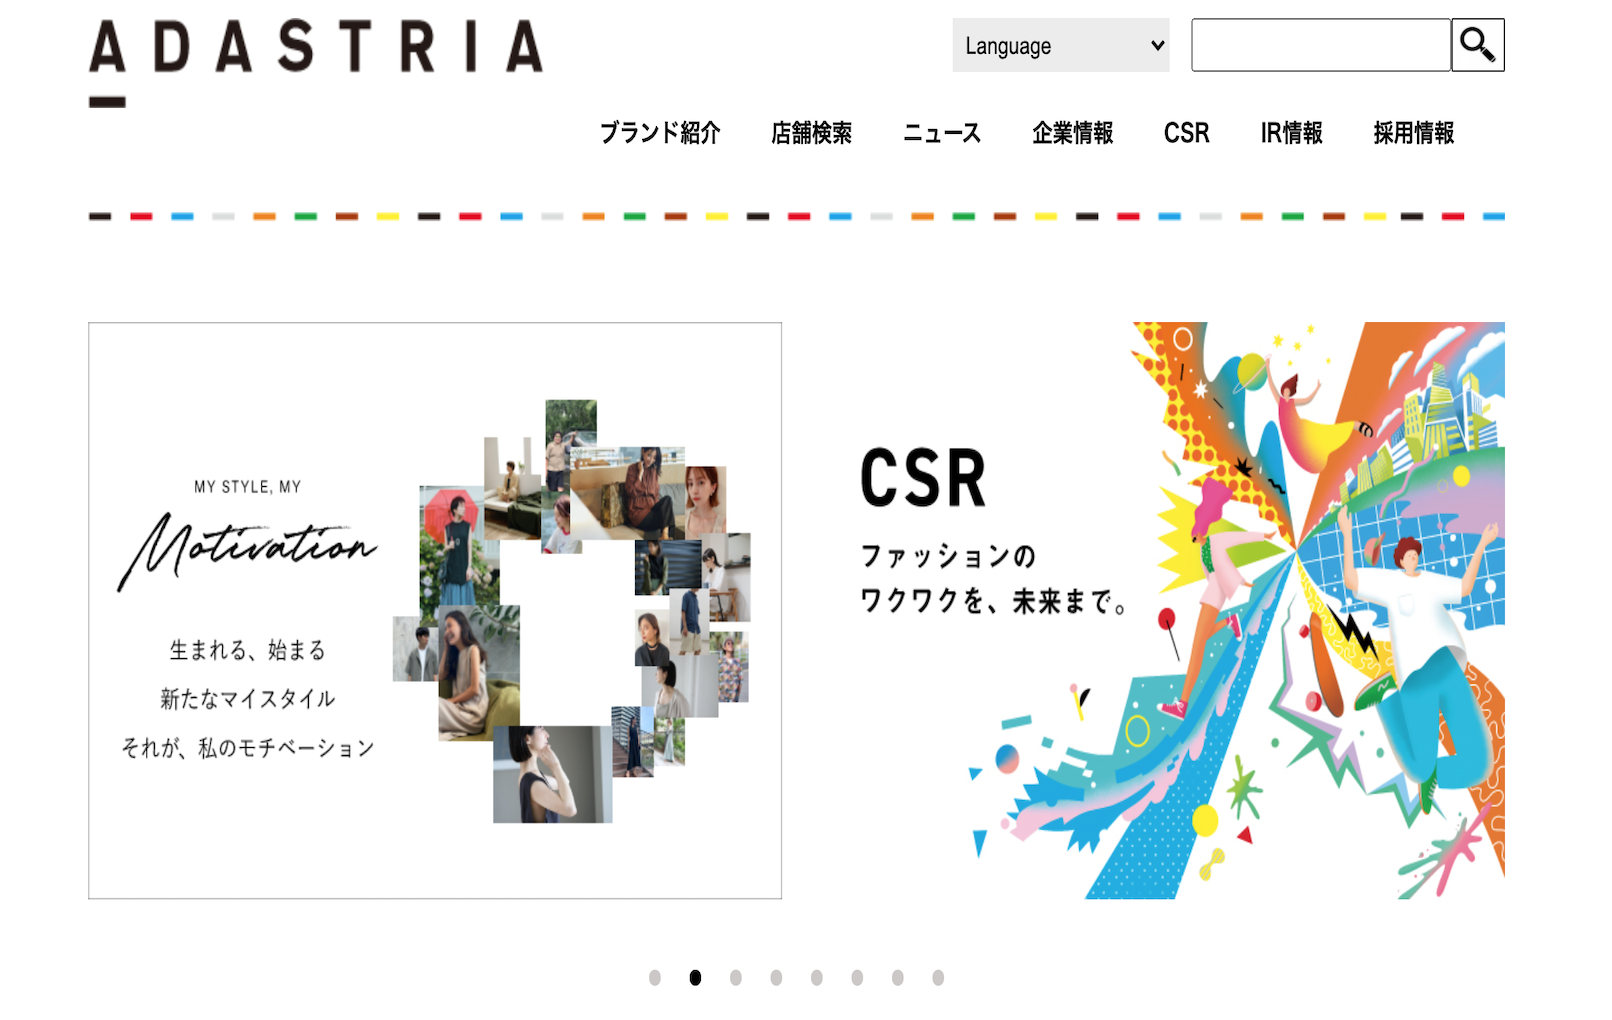 ADASTRIA
Language
ブランド紹介 店舗検索 ニュース 企業情報 CSR IR情報 採用情報
MY STYLE, MY
Motivation
生まれる、始まる
新たなマイスタイル
それが、私のモチベーション
CSR
ファッションの
ワクワクを、未来まで。